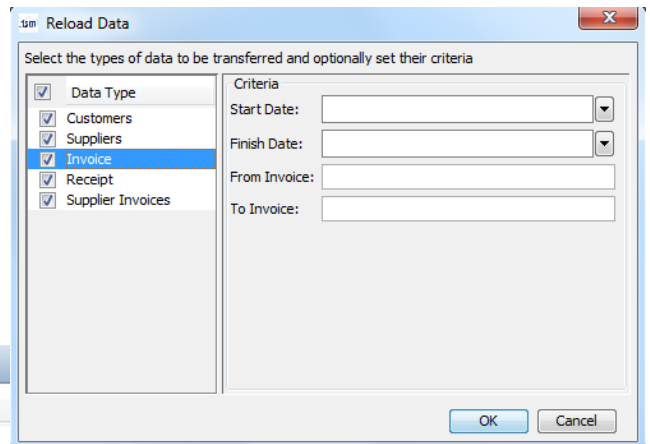 .tsm Reload Data
Select the types of data to be transferred and optionally set their criteria
Data Type
Customers
Suppliers
Invoice
Receipt
Supplier Invoices
Criteria
Start Date:
Finish Date:
From Invoice:
To Invoice:
OK Cancel